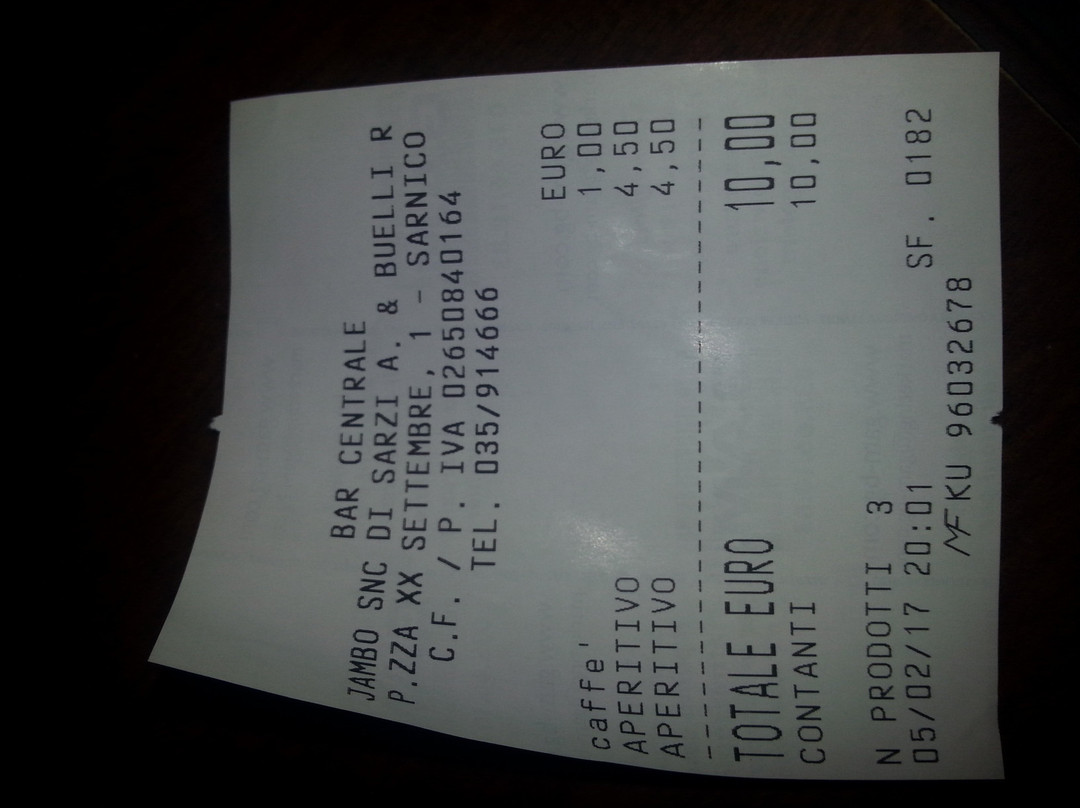 BAR CENTRALE
JAMBO SNC DI SARZI A. & BUELLI R
P.ZZA XX SETTEMBRE, 1 - SARNICO
C.F. / P. IVA 02650840164
TEL. 035/914666
EURO
caffe' 1,00
APERITIVO 4,50
APERITIVO 4,50
--------------------------------
TOTALE EURO 10,00
CONTANTI 10,00
N PRODOTTI 3
05/02/17 20:01 SF. 0182
MF KU 96032678